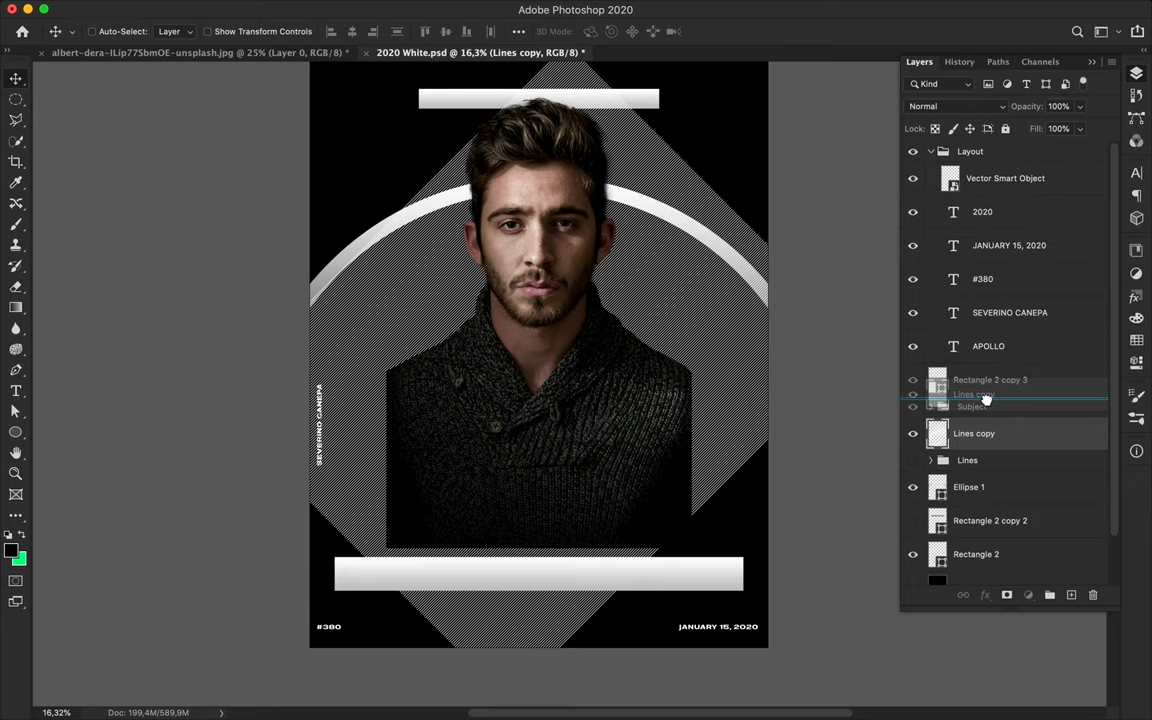 Adobe Photoshop 2020
Auto-Select:
Layer
Show Transform Controls
3D Mode:
albert-dera-ILip77SbmOE-unsplash.jpg @ 25% (Layer 0, RGB/8) *
2020 White.psd @ 16,3% (Lines copy, RGB/8) *
Layers
History
Paths
Channels
Kind
Normal
Opacity:
100%
Lock:
Fill:
100%
Layout
Vector Smart Object
2020
JANUARY 15, 2020
#380
SEVERINO CANEPA
APOLLO
Rectangle 2 copy 3
Lines copy
Subject
Lines copy
Lines
Ellipse 1
Rectangle 2 copy 2
Rectangle 2
SEVERINO CANEPA
#380
JANUARY 15, 2020
16,32%
Doc: 199,4M/589,9M